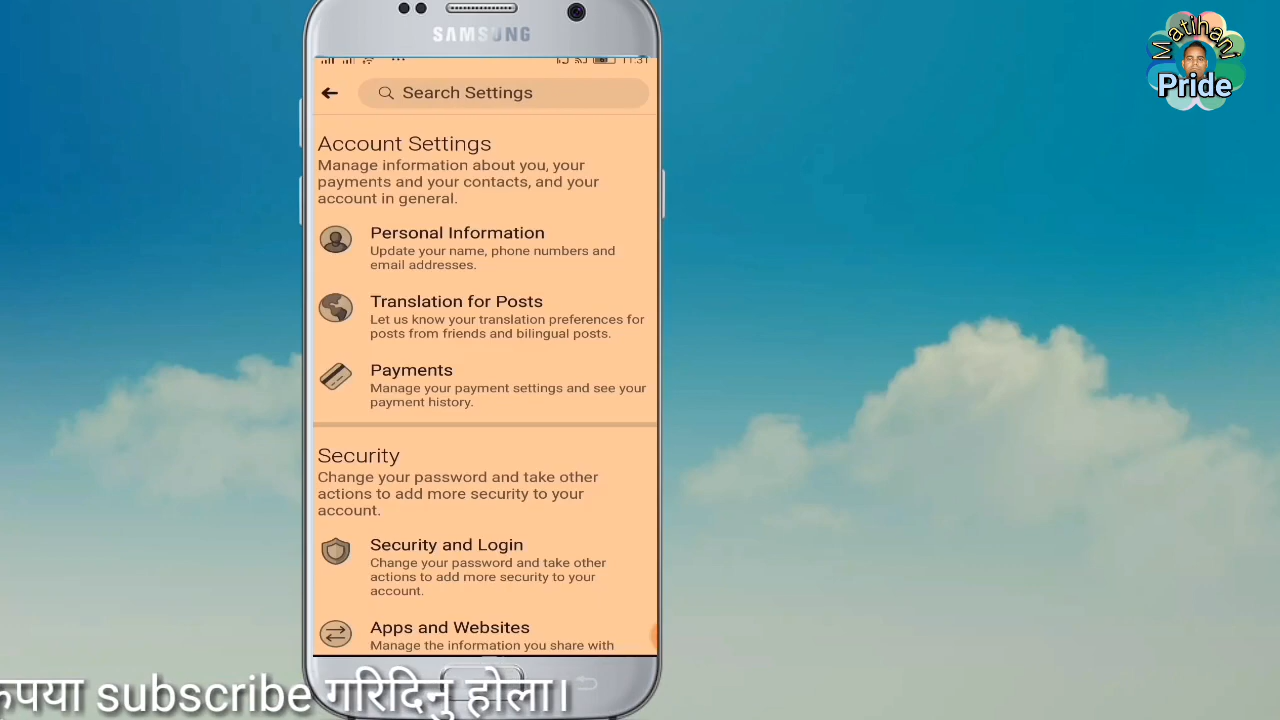 Matihani
Pride
SAMSUNG
11:31
Search Settings
Account Settings
Manage information about you, your
payments and your contacts, and your
account in general.
Personal Information
Update your name, phone numbers and
email addresses.
Translation for Posts
Let us know your translation preferences for
posts from friends and bilingual posts.
Payments
Manage your payment settings and see your
payment history.
Security
Change your password and take other
actions to add more security to your
account.
Security and Login
Change your password and take other
actions to add more security to your
account.
Apps and Websites
Manage the information you share with
कृपया subscribe गरिदिनु होला।